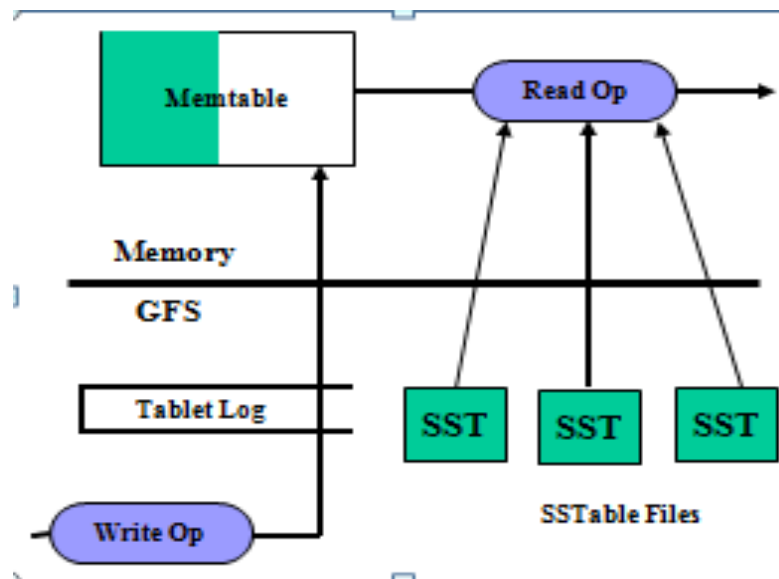 Memtable
Read Op
Memory
GFS
Tablet Log
SST
SST
SST
Write Op
SSTable Files